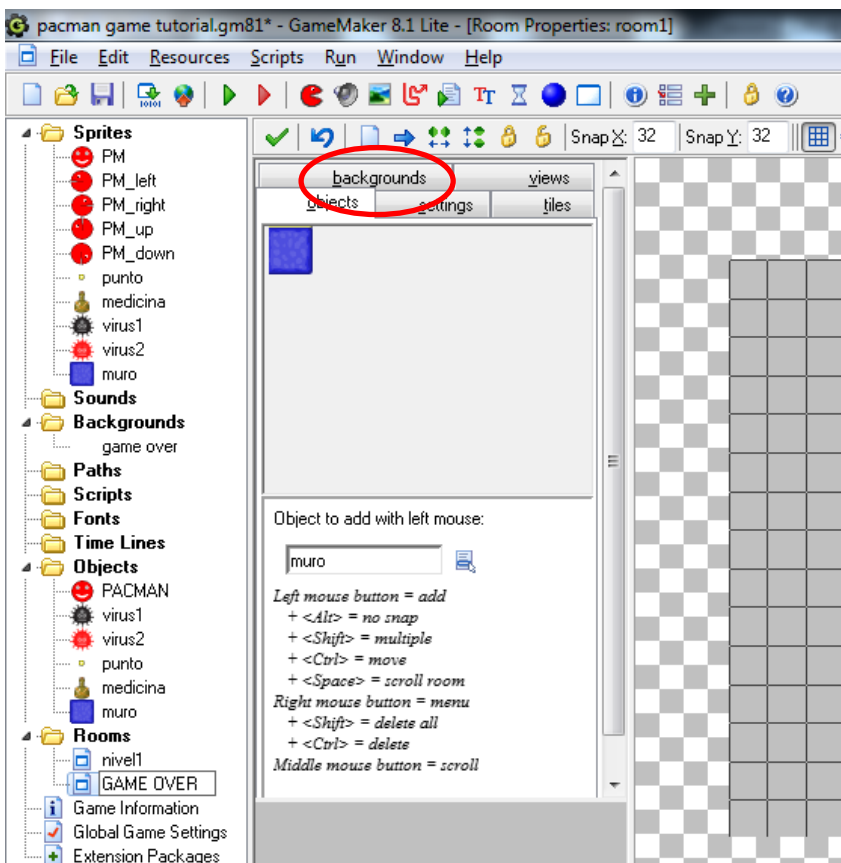 pacman game tutorial.gm81* - GameMaker 8.1 Lite - [Room Properties: room1]
File Edit Resources Scripts Run Window Help
Snap X: 32 Snap Y: 32
Sprites
PM
PM_left
PM_right
PM_up
PM_down
punto
medicina
virus1
virus2
muro
Sounds
Backgrounds
game over
Paths
Scripts
Fonts
Time Lines
Objects
PACMAN
virus1
virus2
punto
medicina
muro
Rooms
nivel1
GAME OVER
Game Information
Global Game Settings
Extension Packages
backgrounds views
objects settings tiles
Object to add with left mouse:
muro
Left mouse button = add
+ <Alt> = no snap
+ <Shift> = multiple
+ <Ctrl> = move
+ <Space> = scroll room
Right mouse button = menu
+ <Shift> = delete all
+ <Ctrl> = delete
Middle mouse button = scroll